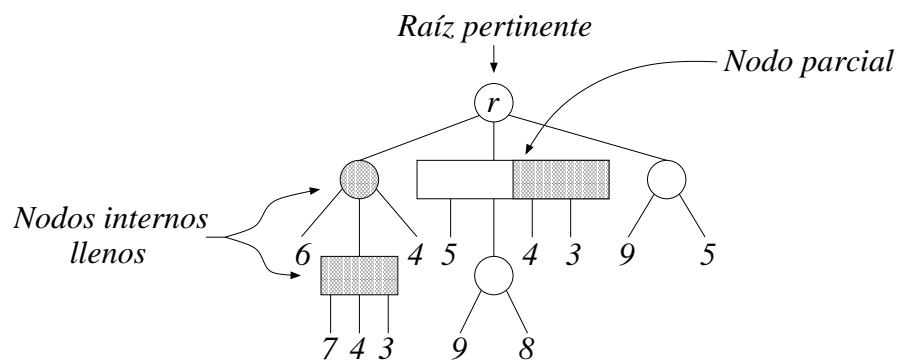 Raíz pertinente
Nodo parcial
r
Nodos internos
llenos
6 4 5 4 3 9 5
7 4 3 9 8